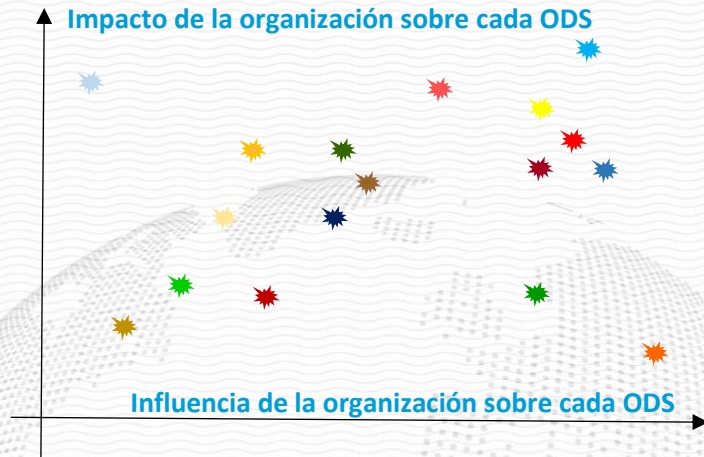 Impacto de la organización sobre cada ODS
Influencia de la organización sobre cada ODS